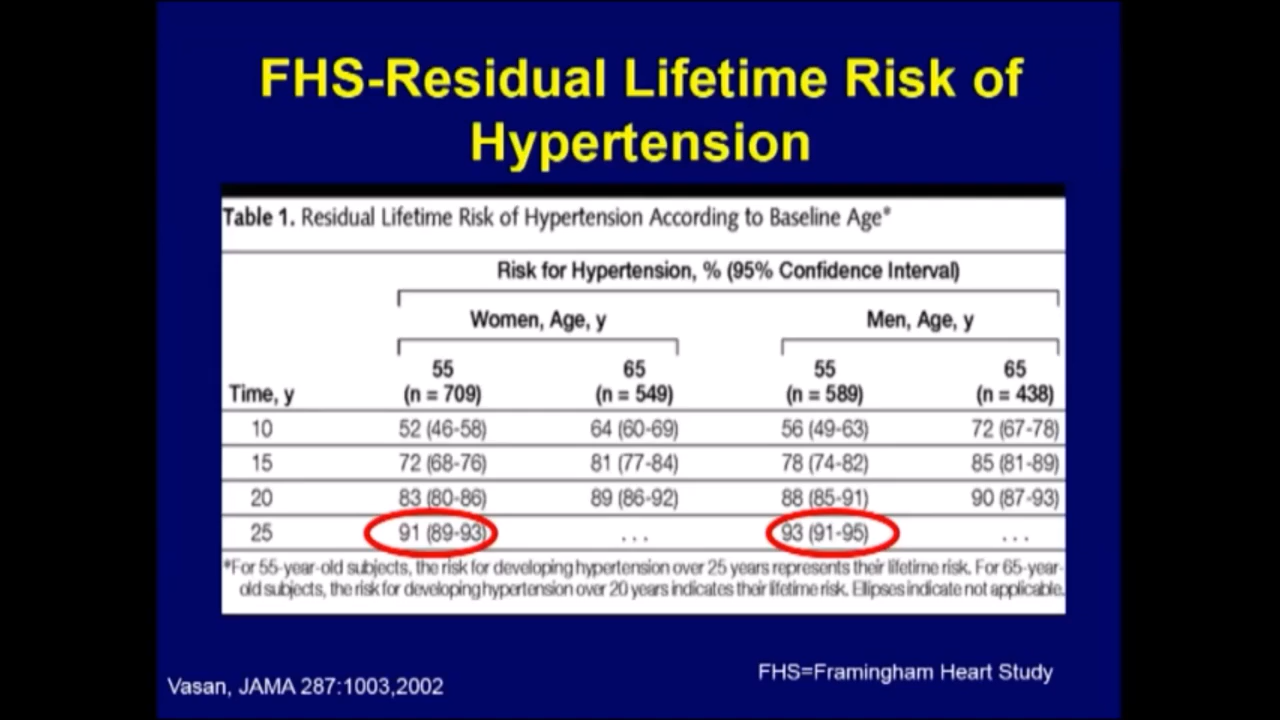 FHS-Residual Lifetime Risk of
Hypertension
Table 1. Residual Lifetime Risk of Hypertension According to Baseline Age*
Risk for Hypertension, % (95% Confidence Interval)
Women, Age, y Men, Age, y
55 65 55 65
Time, y (n = 709) (n = 549) (n = 589) (n = 438)
10 52 (46-58) 64 (60-69) 56 (49-63) 72 (67-78)
15 72 (68-76) 81 (77-84) 78 (74-82) 85 (81-89)
20 83 (80-86) 89 (86-92) 88 (85-91) 90 (87-93)
25 91 (89-93) ... 93 (91-95) ...
*For 55-year-old subjects, the risk for developing hypertension over 25 years represents their lifetime risk. For 65-year-
old subjects, the risk for developing hypertension over 20 years indicates their lifetime risk. Ellipses indicate not applicable.
FHS=Framingham Heart Study
Vasan, JAMA 287:1003,2002